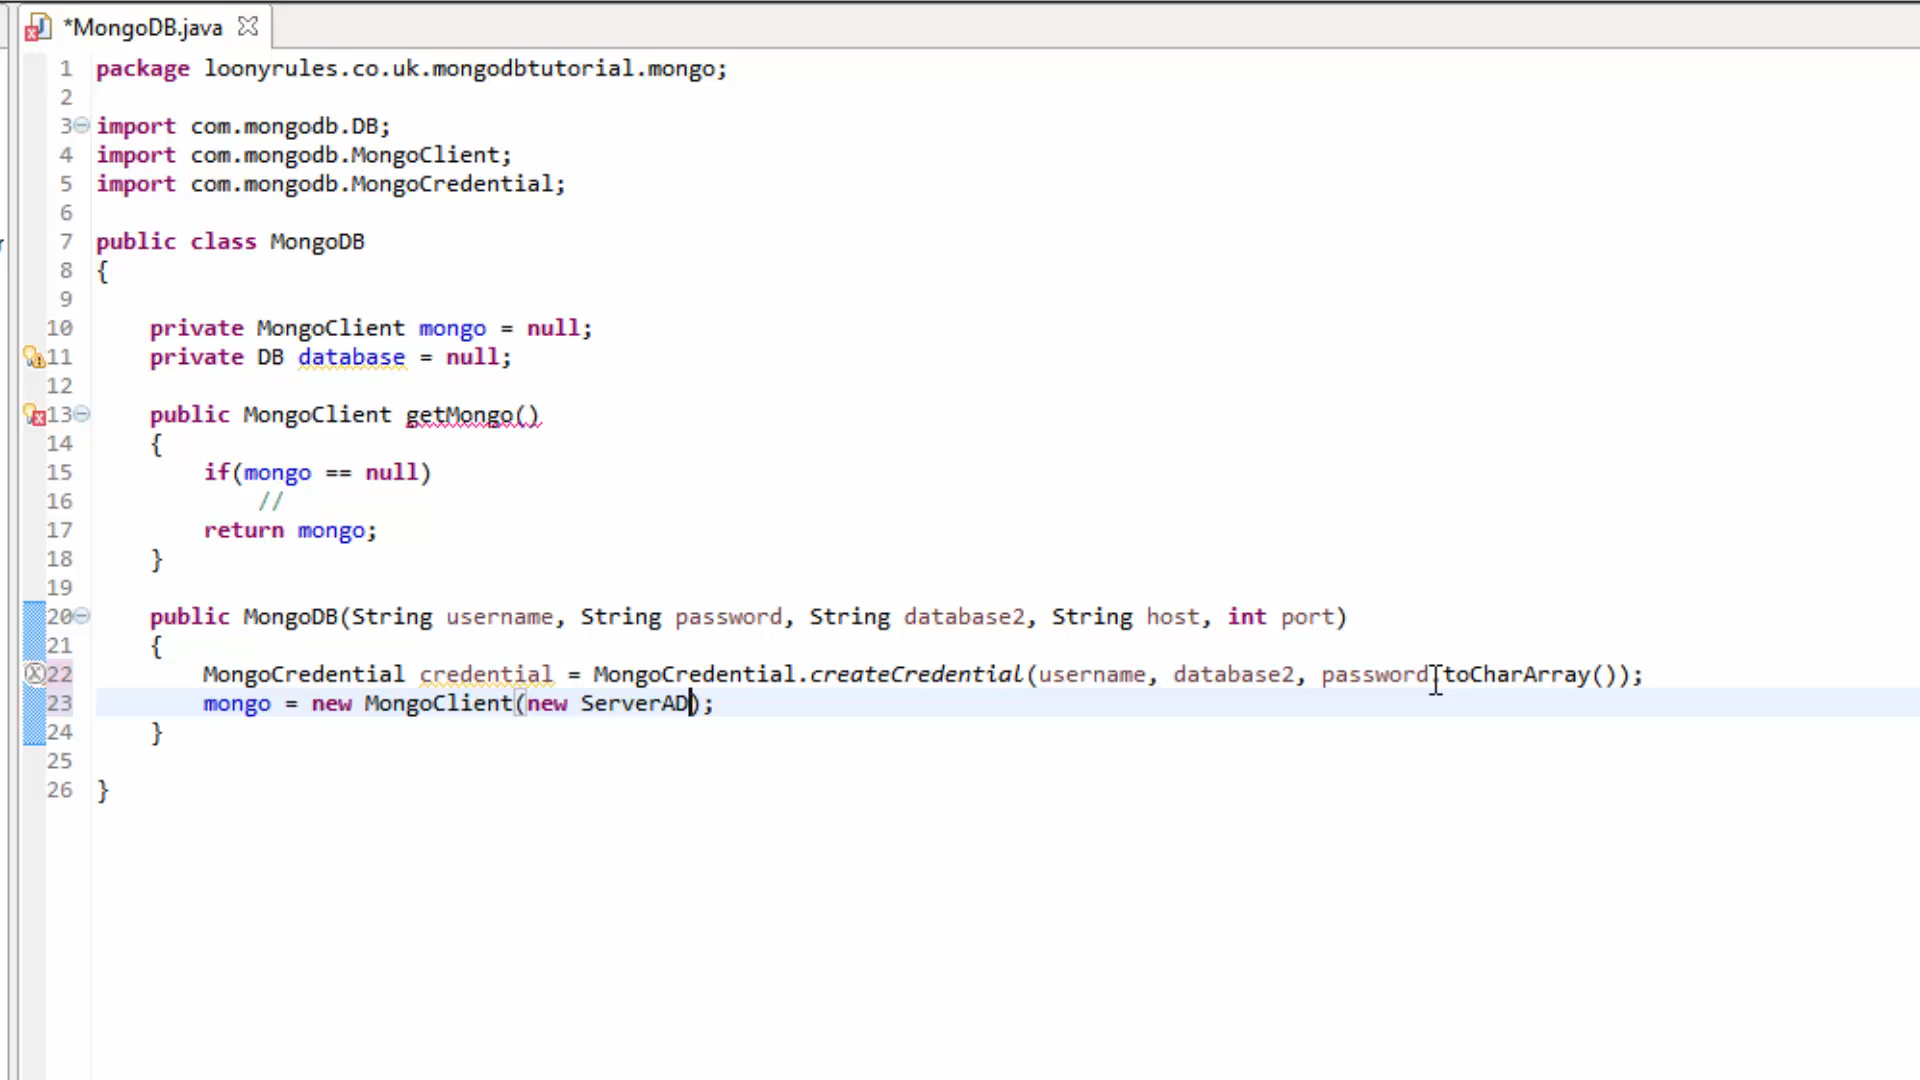 *MongoDB.java
1 package loonyrules.co.uk.mongodbtutorial.mongo;
2
3 import com.mongodb.DB;
4 import com.mongodb.MongoClient;
5 import com.mongodb.MongoCredential;
6
7 public class MongoDB
8 {
9
10 private MongoClient mongo = null;
11 private DB database = null;
12
13 public MongoClient getMongo()
14 {
15 if(mongo == null)
16 //
17 return mongo;
18 }
19
20 public MongoDB(String username, String password, String database2, String host, int port)
21 {
22 MongoCredential credential = MongoCredential.createCredential(username, database2, password.toCharArray());
23 mongo = new MongoClient(new ServerAD);
24 }
25
26 }